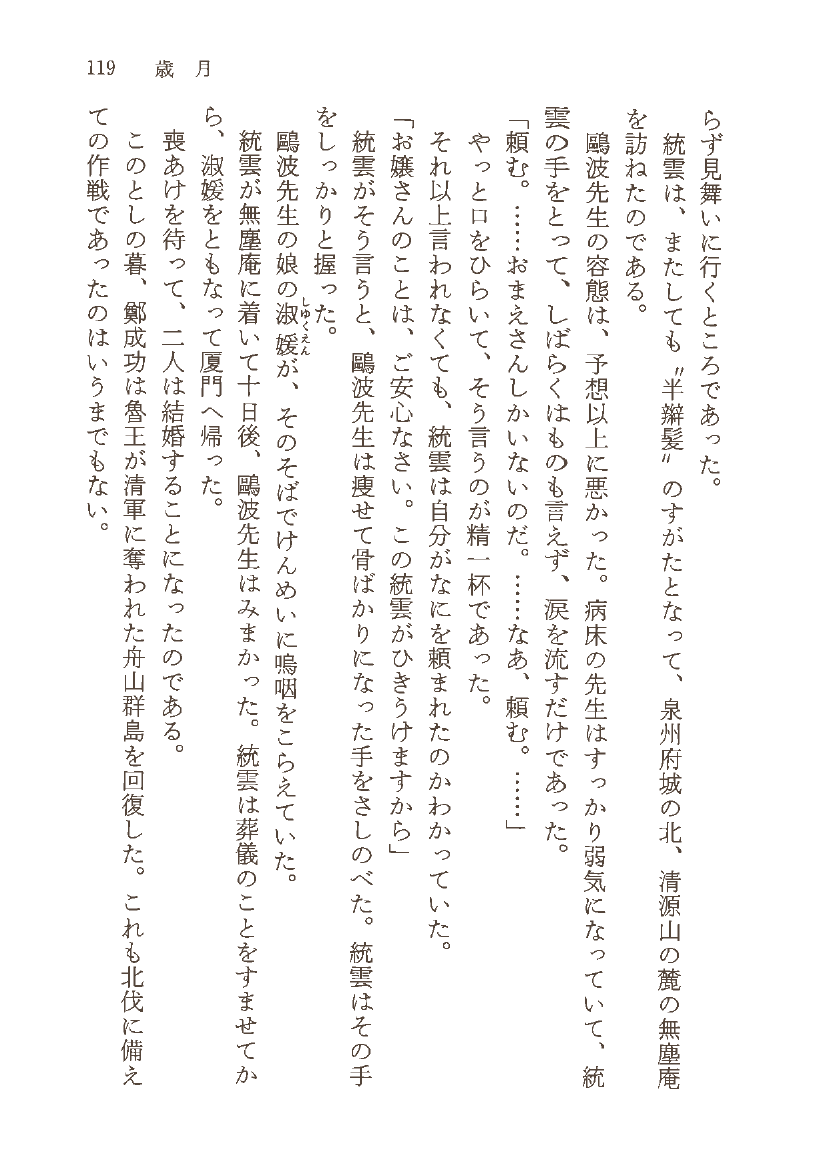 119　歳　月
らず見舞いに行くところであった。
　統雲は、またしても〝半辮髪〟のすがたとなって、泉州府城の北、清源山の麓の無塵庵
を訪ねたのである。
　鷗波先生の容態は、予想以上に悪かった。病床の先生はすっかり弱気になっていて、統
雲の手をとって、しばらくはものも言えず、涙を流すだけであった。
「頼む。……おまえさんしかいないのだ。……なあ、頼む。……」
　やっと口をひらいて、そう言うのが精一杯であった。
　それ以上言われなくても、統雲は自分がなにを頼まれたのかわかっていた。
「お嬢さんのことは、ご安心なさい。この統雲がひきうけますから」
　統雲がそう言うと、鷗波先生は痩せて骨ばかりになった手をさしのべた。統雲はその手
をしっかりと握った。
　鷗波先生の娘の淑媛しゆくえんが、そのそばでけんめいに嗚咽をこらえていた。
　統雲が無塵庵に着いて十日後、鷗波先生はみまかった。統雲は葬儀のことをすませてか
ら、淑媛をともなって厦門へ帰った。
　喪あけを待って、二人は結婚することになったのである。
　このとしの暮、鄭成功は魯王が清軍に奪われた舟山群島を回復した。これも北伐に備え
ての作戦であったのはいうまでもない。